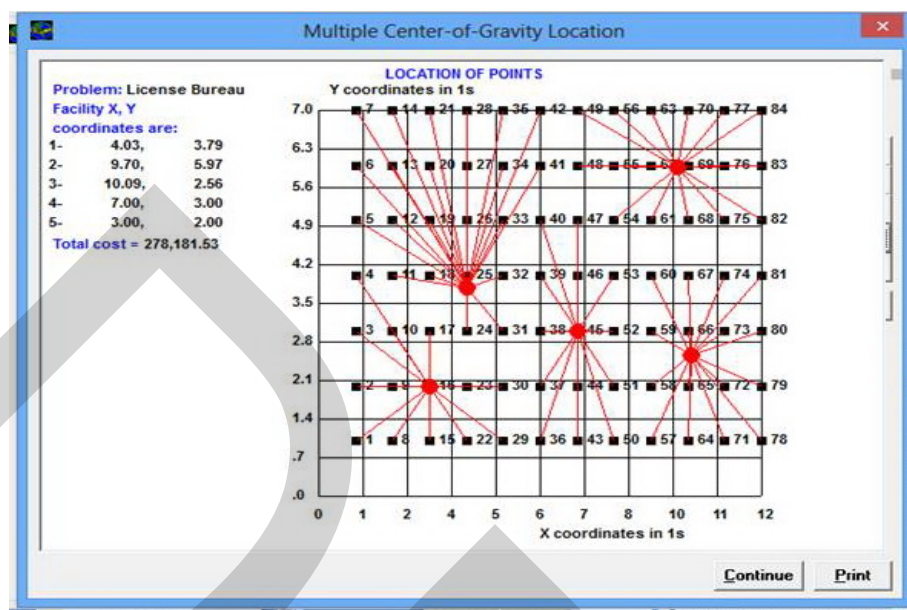 Multiple Center-of-Gravity Location
LOCATION OF POINTS
Problem: License Bureau
Y coordinates in 1s
Facility X, Y
coordinates are:
1- 4.03, 3.79
2- 9.70, 5.97
3- 10.09, 2.56
4- 7.00, 3.00
5- 3.00, 2.00
Total cost = 278,181.53
7.0 7 14 21 28 35 42 49 56 63 70 77 84
6.3
6 13 20 27 34 41 48 55 69 76 83
5.6
5 12 19 26 33 40 47 54 61 68 75 82
4.9
4.2
4 11 18 25 32 39 46 53 60 67 74 81
3.5
3 10 17 24 31 38 45 52 59 66 73 80
2.8
2.1
2 9 16 23 30 37 44 51 58 65 72 79
1.4
1 8 15 22 29 36 43 50 57 64 71 78
.7
.0
0 1 2 4 5 6 7 8 10 11 12
X coordinates in 1s
Continue Print